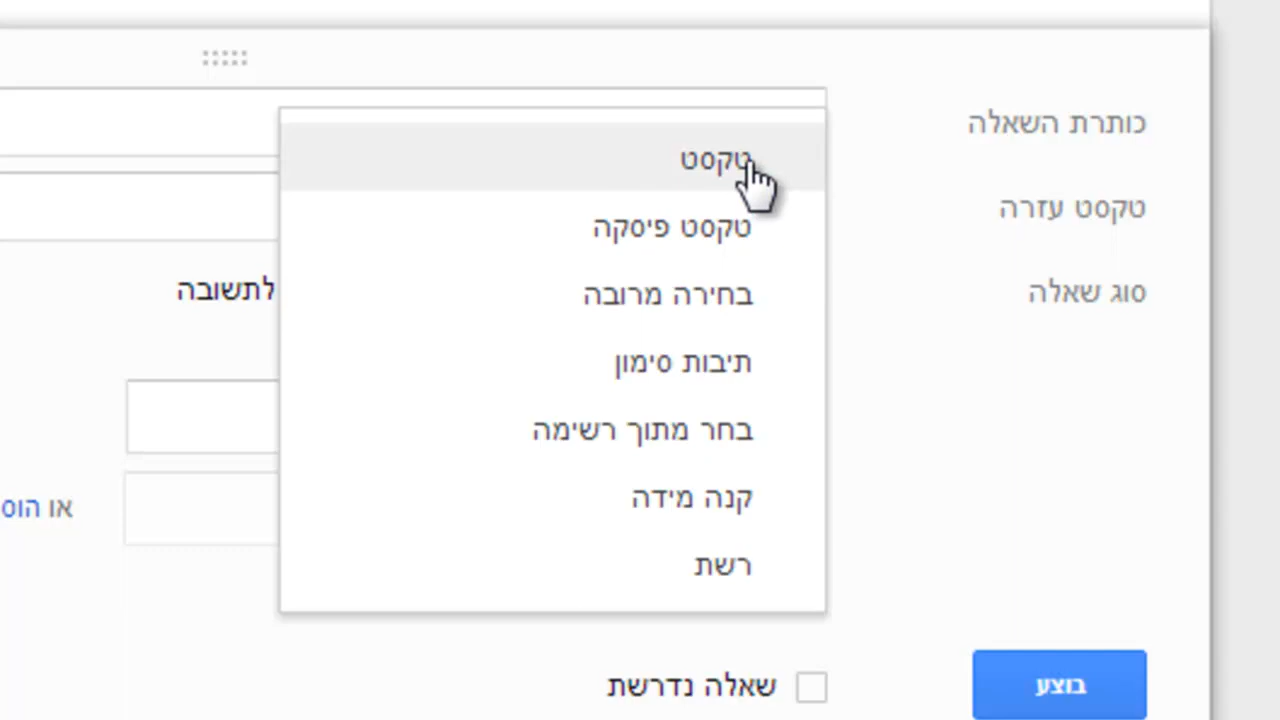 כותרת השאלה
טקסט עזרה
סוג שאלה
טקסט
טקסט פיסקה
בחירה מרובה
תיבות סימון
בחר מתוך רשימה
קנה מידה
רשת
לתשובה
או
שאלה נדרשת
בוצע